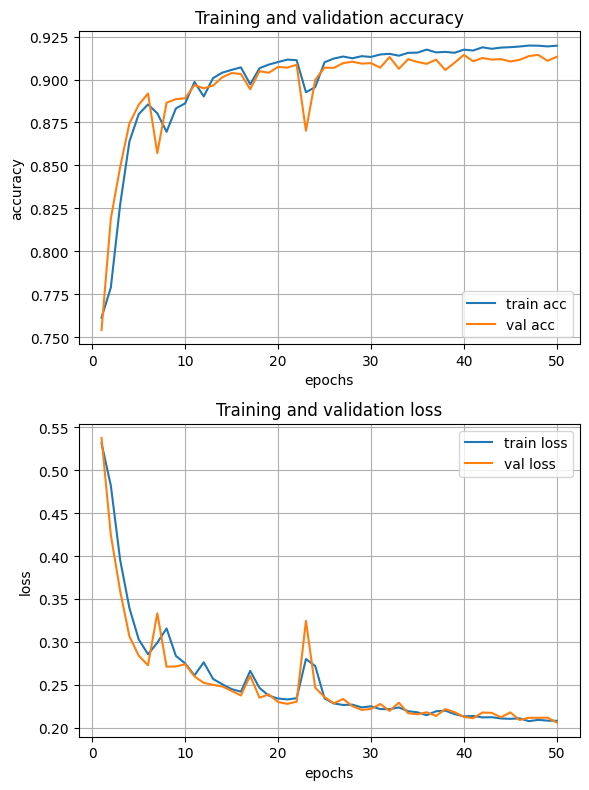 Training and validation accuracy
0.925
0.900
0.875
0.850
0.825
0.800
0.775
0.750
accuracy
train acc
val acc
0 10 20 30 40 50
epochs
Training and validation loss
0.55
0.50
0.45
0.40
0.35
0.30
0.25
0.20
loss
train loss
val loss
0 10 20 30 40 50
epochs